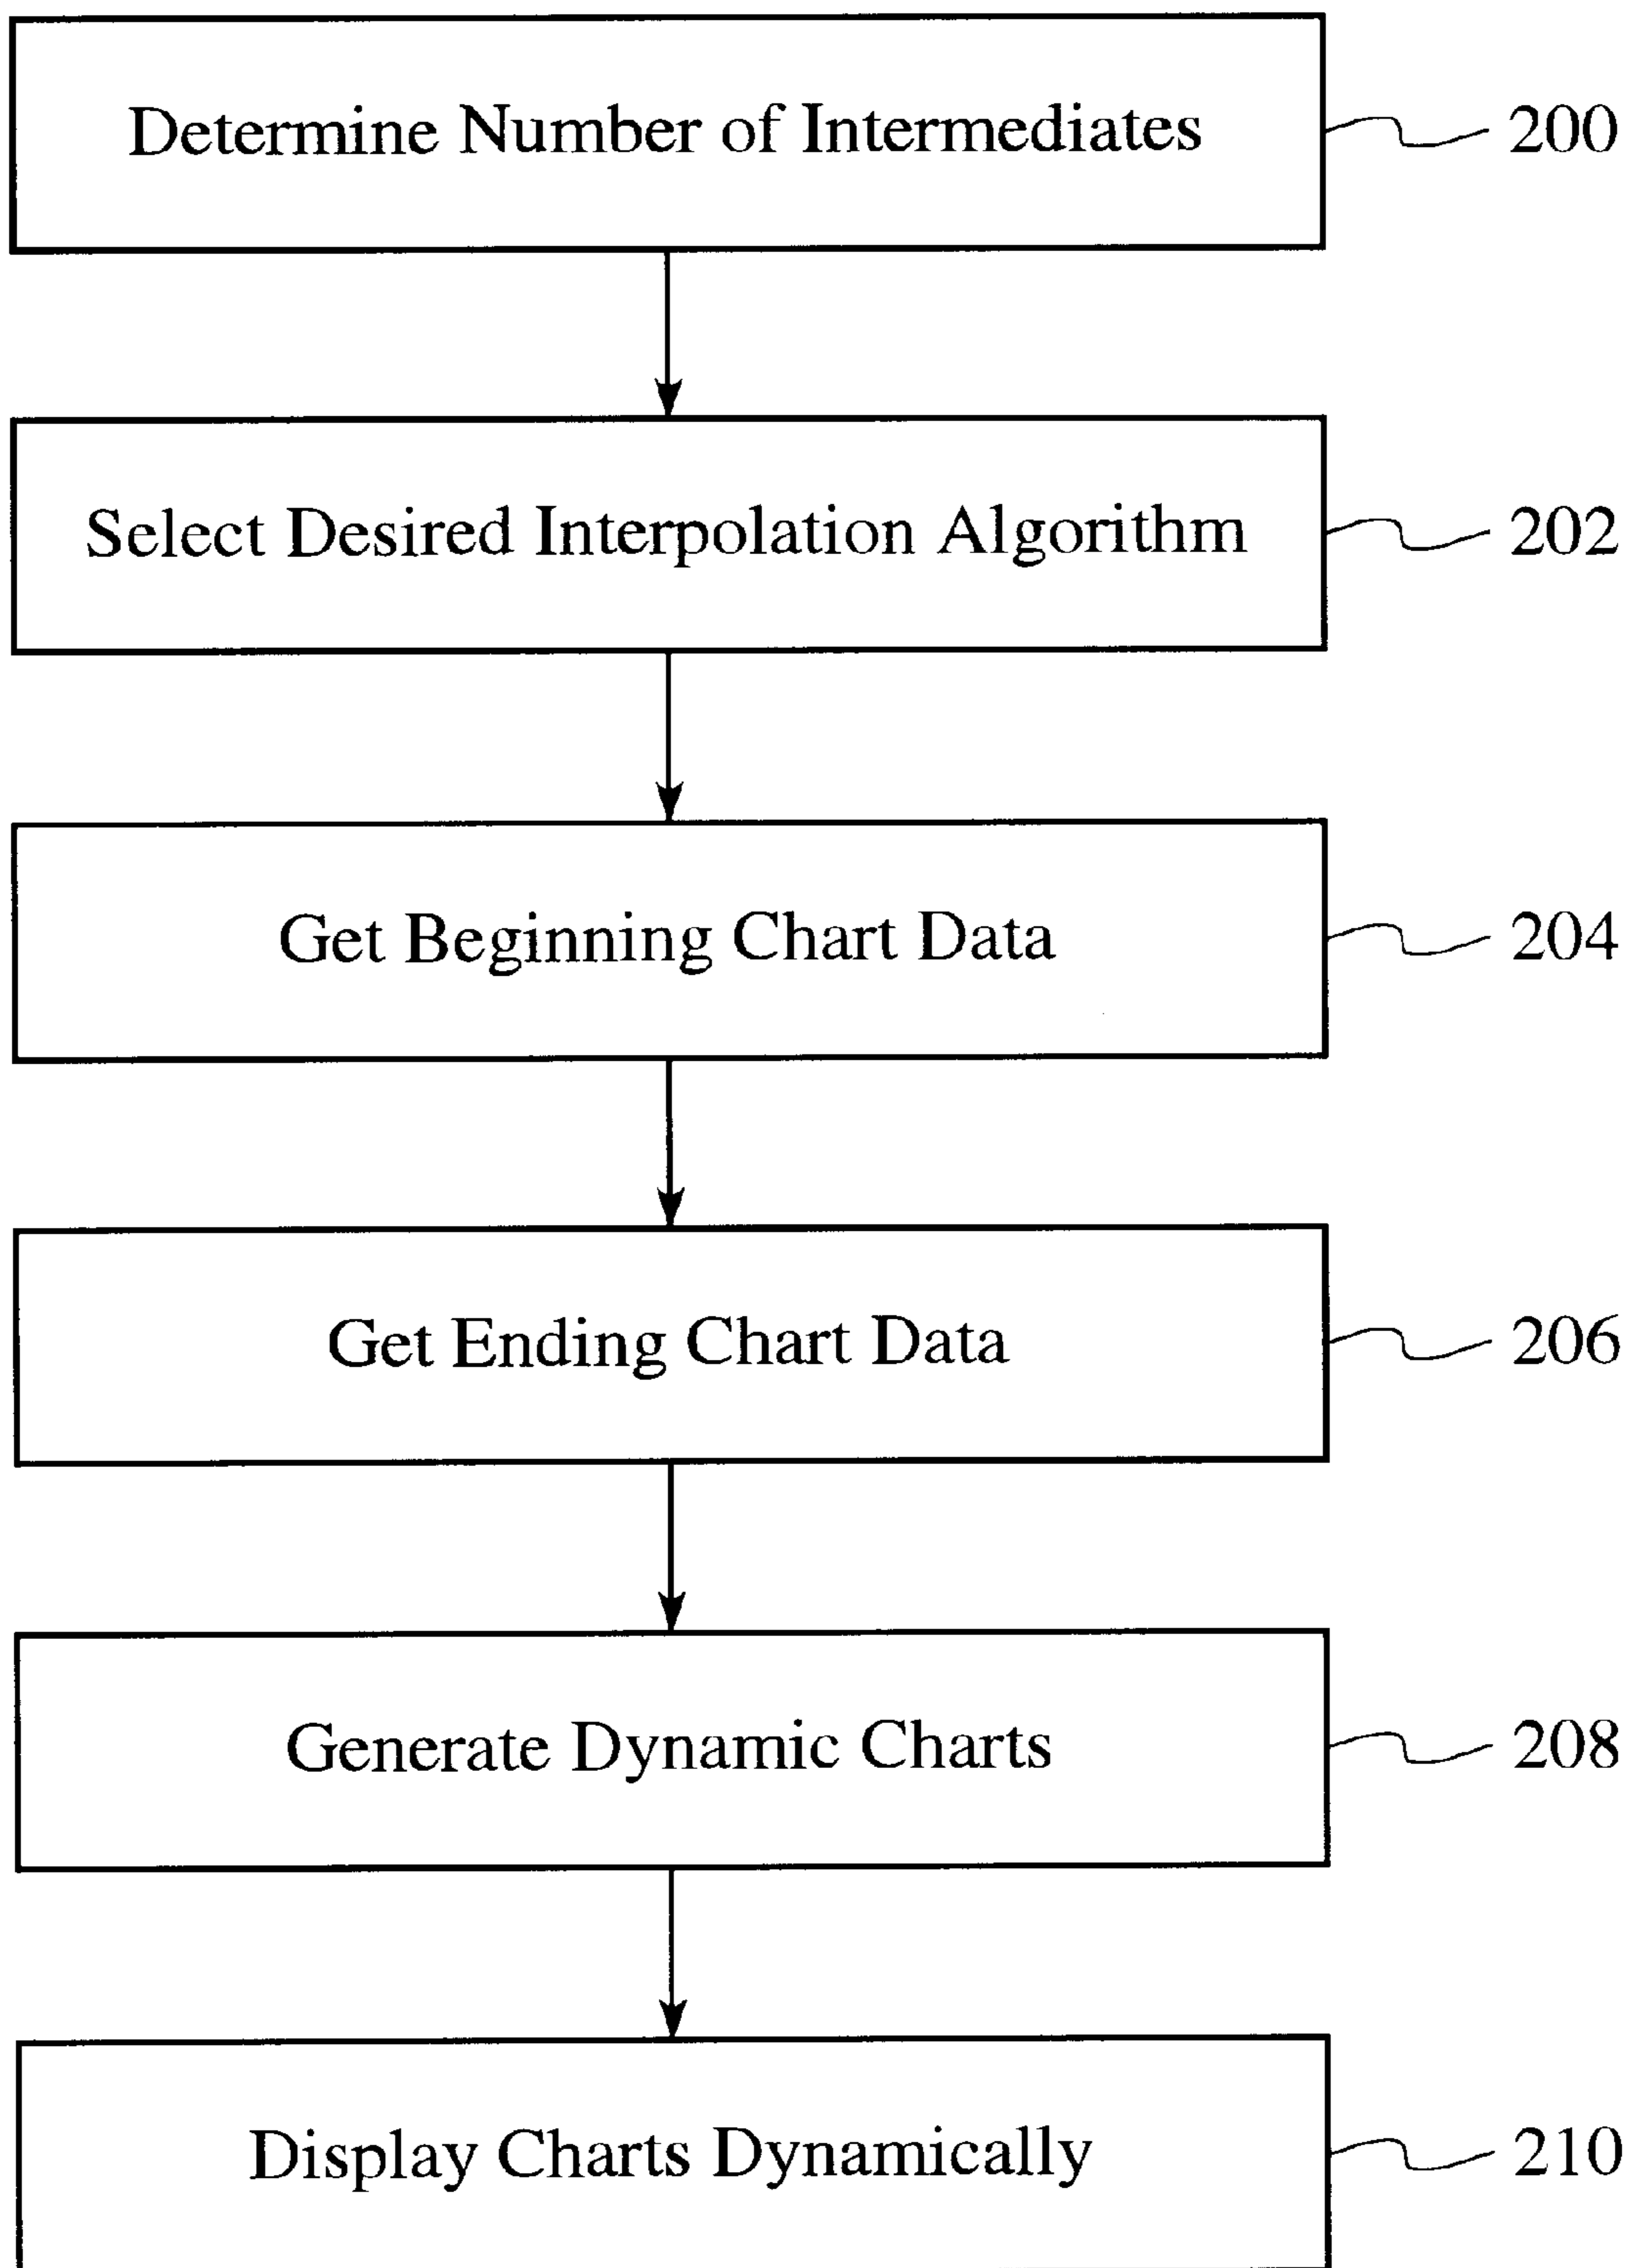 Determine Number of Intermediates 200
Select Desired Interpolation Algorithm 202
Get Beginning Chart Data 204
Get Ending Chart Data 206
Generate Dynamic Charts 208
Display Charts Dynamically 210